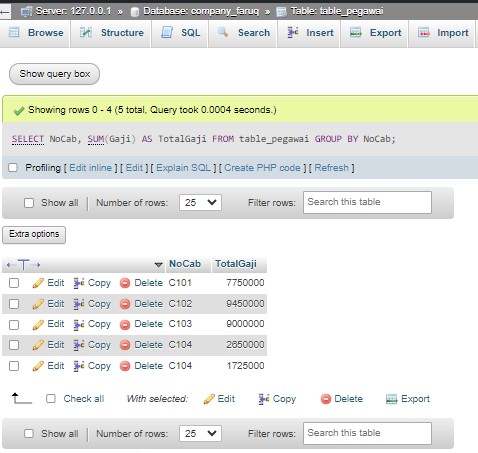 Server: 127.0.0.1 » Database: company_faruq » Table: table_pegawai
Browse Structure SQL Search Insert Export Import
Show query box
Showing rows 0 - 4 (5 total, Query took 0.0004 seconds.)
SELECT NoCab, SUM(Gaji) AS TotalGaji FROM table_pegawai GROUP BY NoCab;
Profiling [ Edit inline ] [ Edit ] [ Explain SQL ] [ Create PHP code ] [ Refresh ]
Show all Number of rows: 25 Filter rows: Search this table
Extra options
NoCab TotalGaji
Edit Copy Delete C101 7750000
Edit Copy Delete C102 9450000
Edit Copy Delete C103 9000000
Edit Copy Delete C104 2650000
Edit Copy Delete C104 1725000
Check all With selected: Edit Copy Delete Export
Show all Number of rows: 25 Filter rows: Search this table